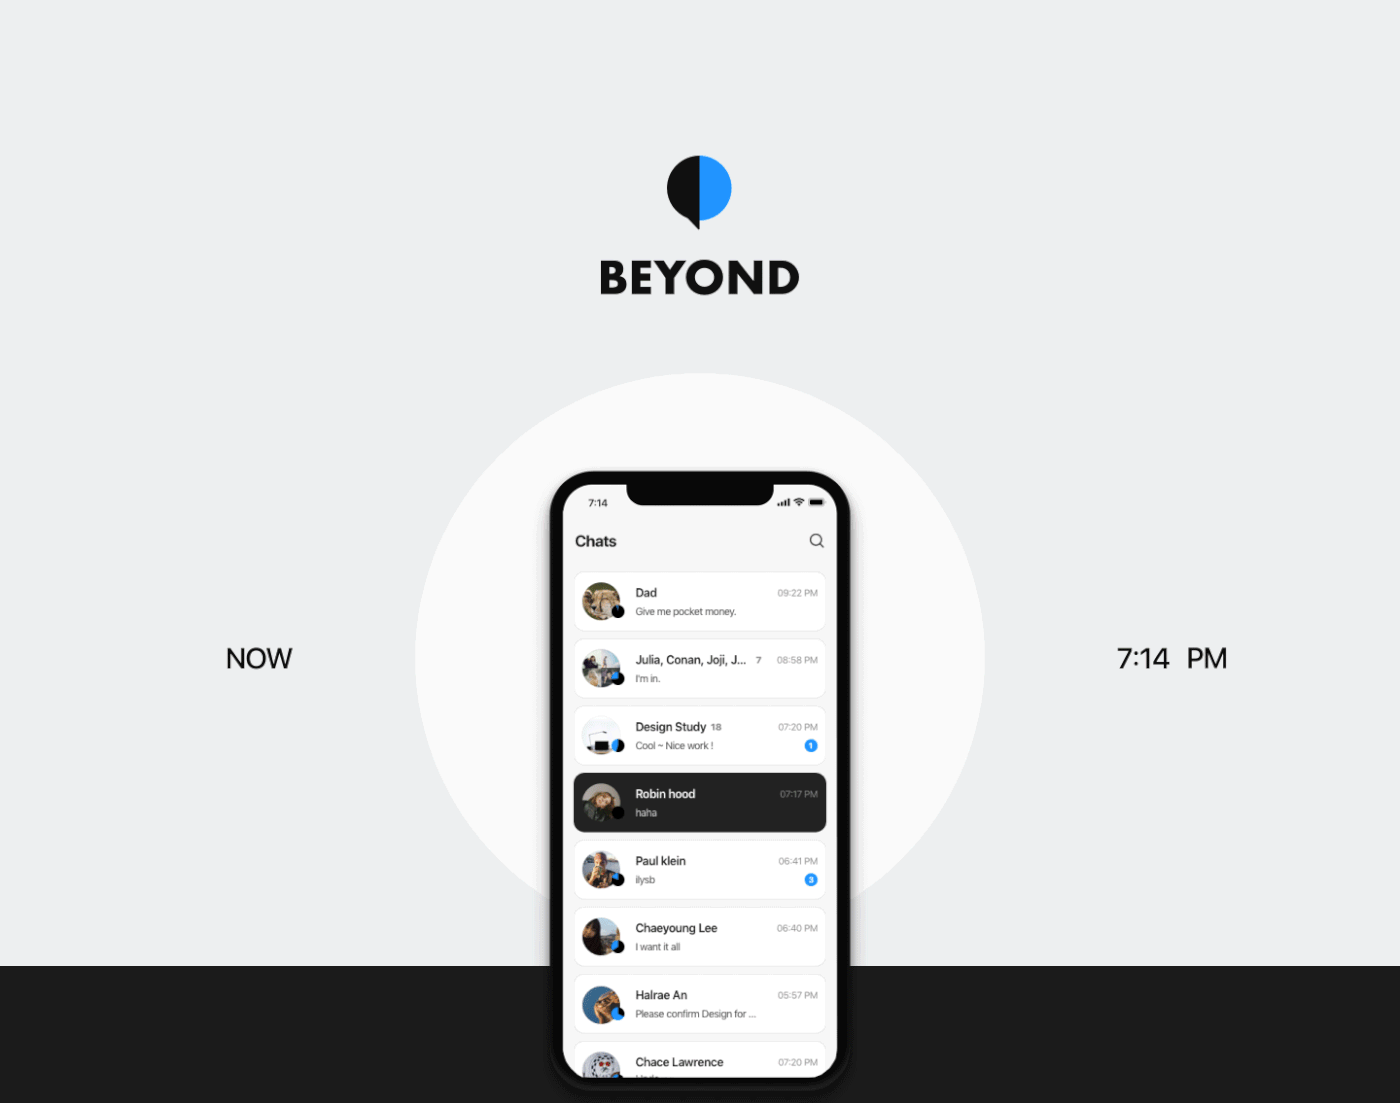 BEYOND
NOW
7:14 PM
7:14
Chats
Dad 09:22 PM
Give me pocket money.
Julia, Conan, Joji, J... 7 08:58 PM
I'm in.
Design Study 18 07:20 PM
Cool ~ Nice work ! 1
Robin hood 07:17 PM
haha
Paul klein 06:41 PM
ilysb 3
Chaeyoung Lee 06:40 PM
I want it all
Halrae An 05:57 PM
Please confirm Design for ...
Chace Lawrence 07:20 PM